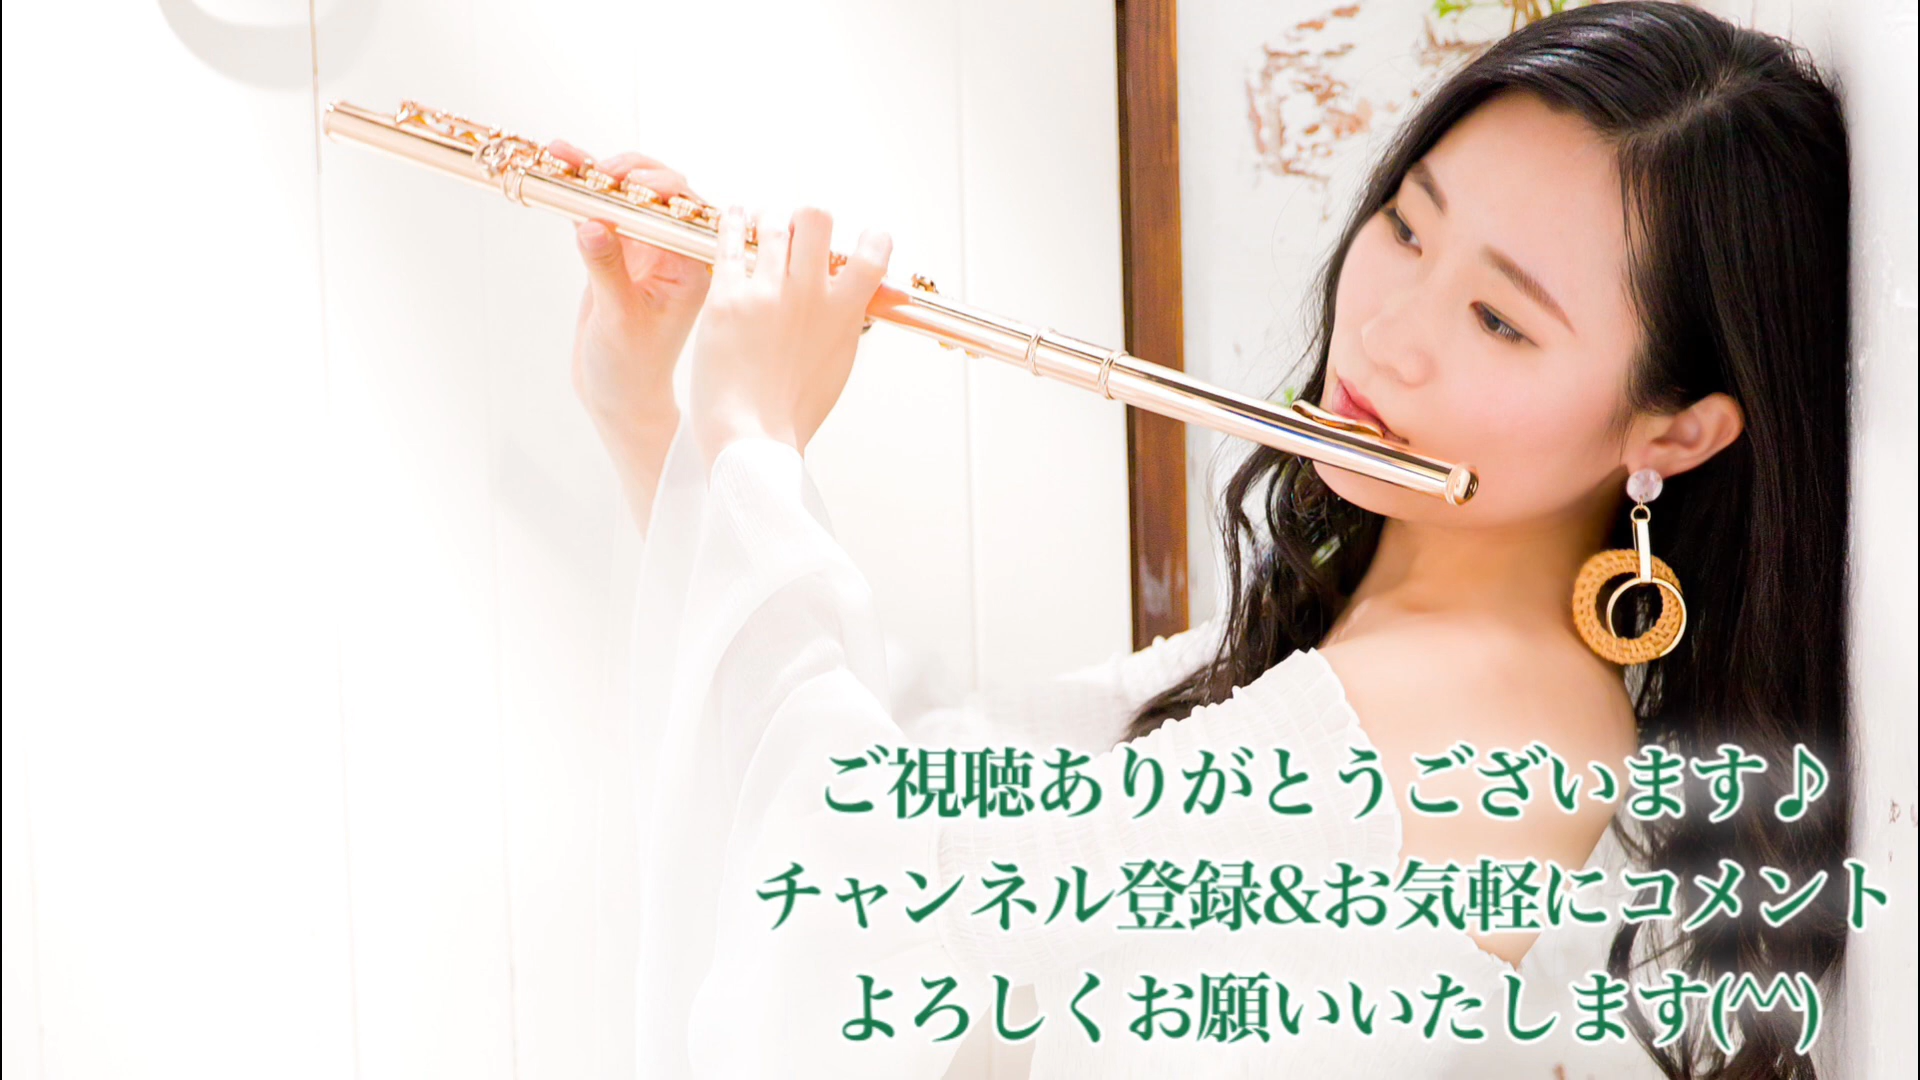 ご視聴ありがとうございます♪
チャンネル登録&お気軽にコメント
よろしくお願いいたします(^^)